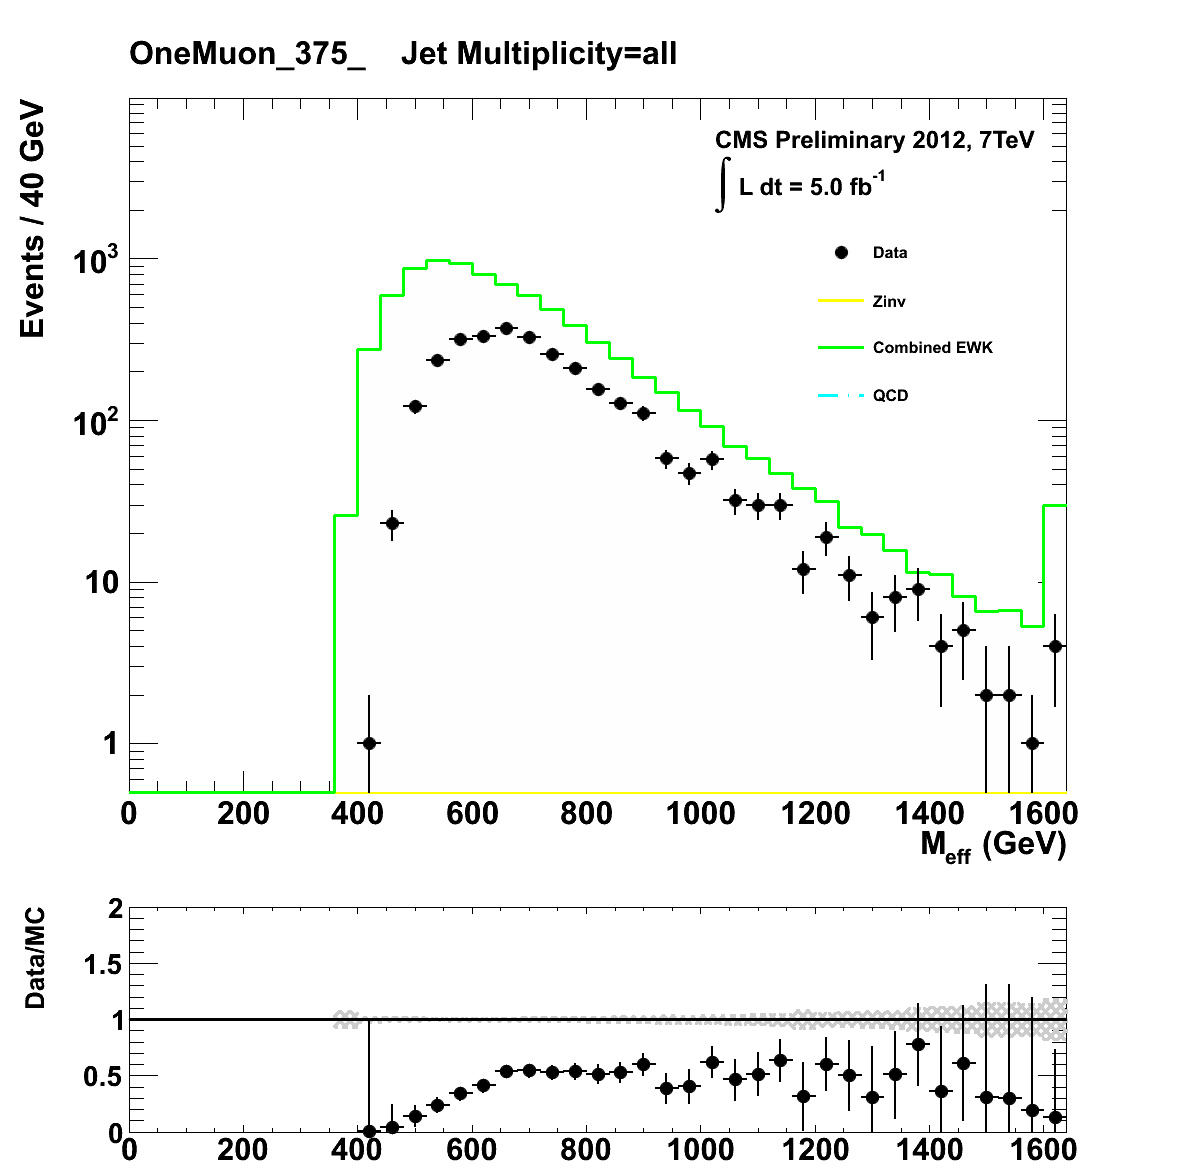 OneMuon_375_ Jet Multiplicity=all
Events / 40 GeV
CMS Preliminary 2012, 7TeV
∫ L dt = 5.0 fb⁻¹
Data
Zinv
Combined EWK
QCD
10³
10²
10
1
0 200 400 600 800 1000 1200 1400 1600
M_eff (GeV)
Data/MC
2
1.5
1
0.5
0
0 200 400 600 800 1000 1200 1400 1600